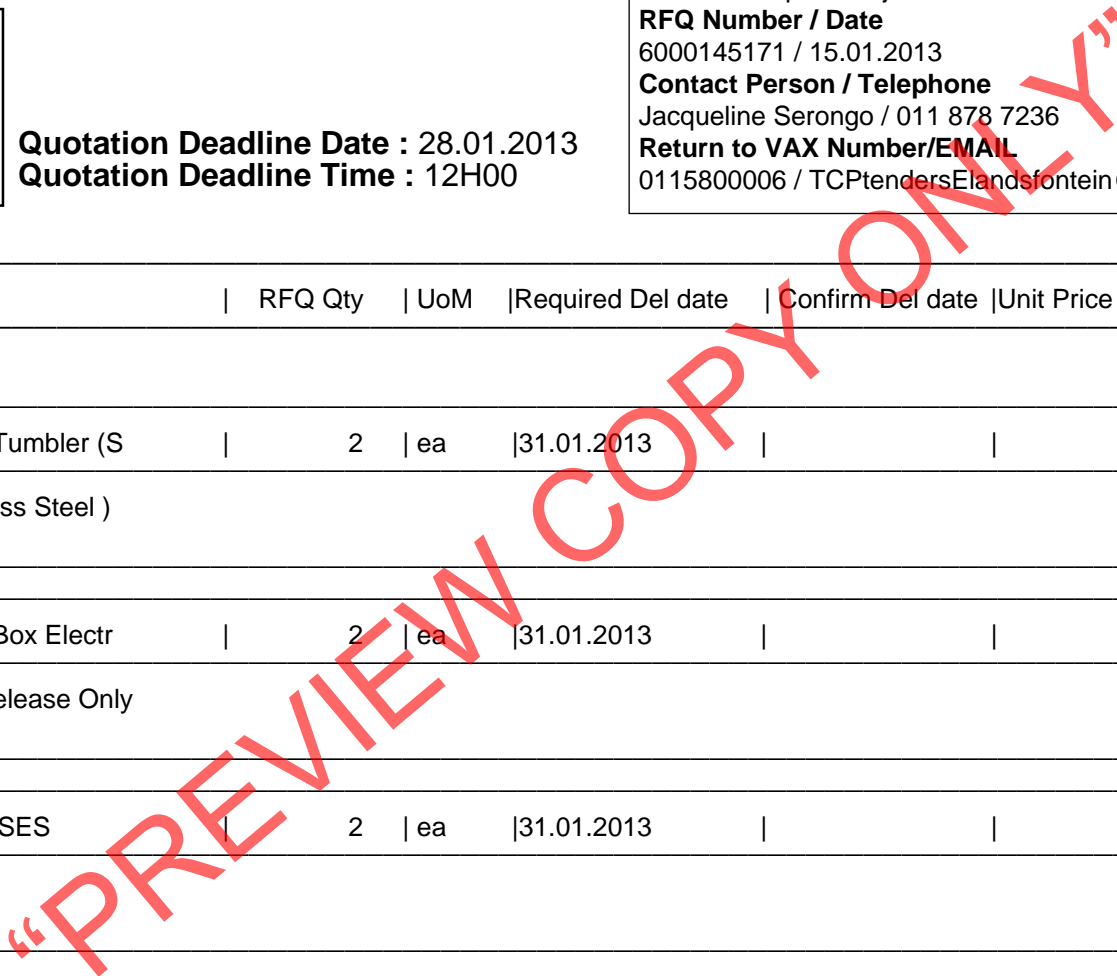 RFQ Number / Date
6000145171 / 15.01.2013
Contact Person / Telephone
Jacqueline Serongo / 011 878 7236
Return to VAX Number/EMAIL
0115800006 / TCPtendersElandsfontein
Quotation Deadline Date : 28.01.2013
Quotation Deadline Time : 12H00
| RFQ Qty | UoM |Required Del date | Confirm Del date |Unit Price
Tumbler (S | 2 | ea |31.01.2013 | |
ss Steel )
Box Electr | 2 | ea |31.01.2013 | |
elease Only
SES | 2 | ea |31.01.2013 | |
“PREVIEW COPY ONLY”